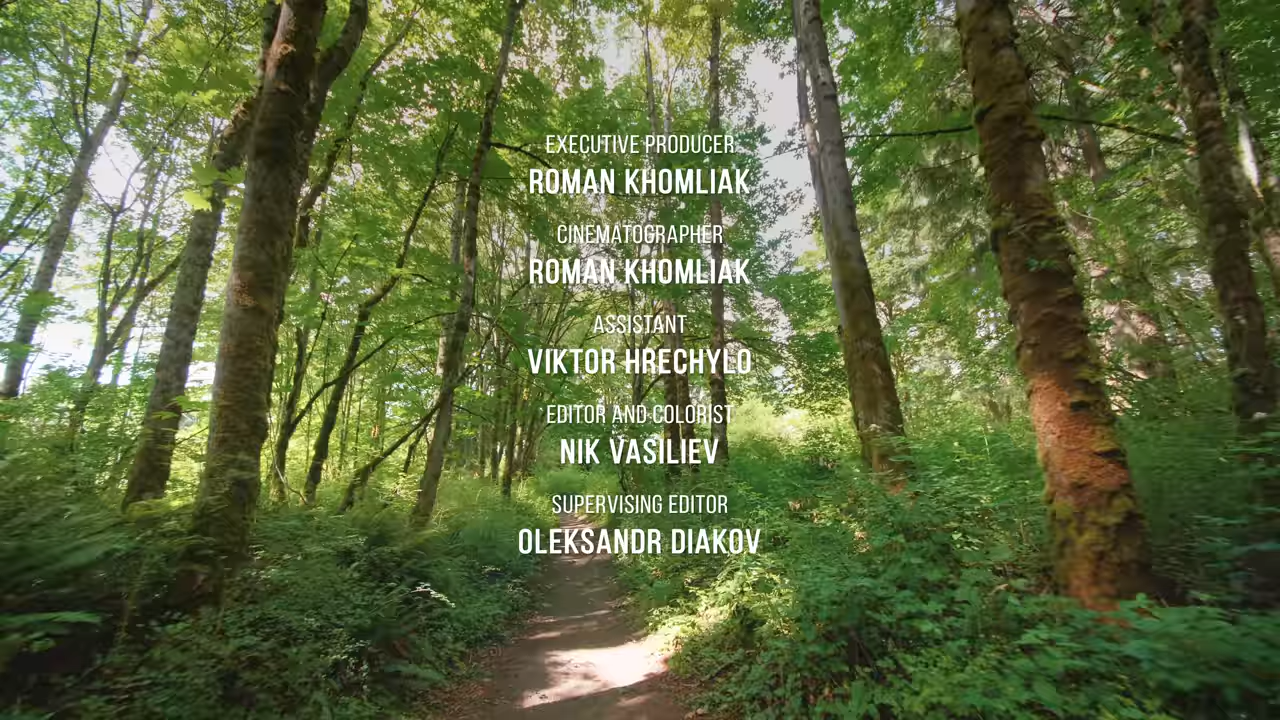 EXECUTIVE PRODUCER
ROMAN KHOMLIAK
CINEMATOGRAPHER
ROMAN KHOMLIAK
ASSISTANT
VIKTOR HRECHYLO
EDITOR AND COLORIST
NIK VASILIEV
SUPERVISING EDITOR
OLEKSANDR DIAKOV